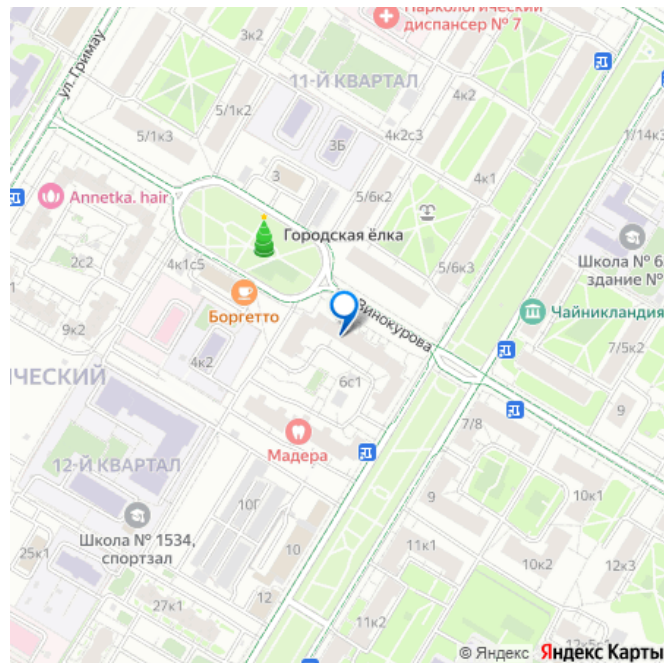 Наркологический
диспансер № 7
3к2
ул. Гримау
11-Й КВАРТАЛ
4к2
5/1к2
1/14к3
5/1к3
3Б
4к2с3
3
4к1
5/6к2
Annetka. hair
Городская ёлка
Школа № 6
здание №
2с2
4к1с5
5/6к3
Боргетто
Винокурова
Чайникландия
9к2
4к2
7/5к2
ИЧЕСКИЙ
6с1
9
7/8
Мадера
12-Й КВАРТАЛ
9
10к1
10Г
Школа № 1534,
спортзал
25к1
10
11к1
10к2
12к3
12
27к1
11к2
© Яндекс Яндекс Карты